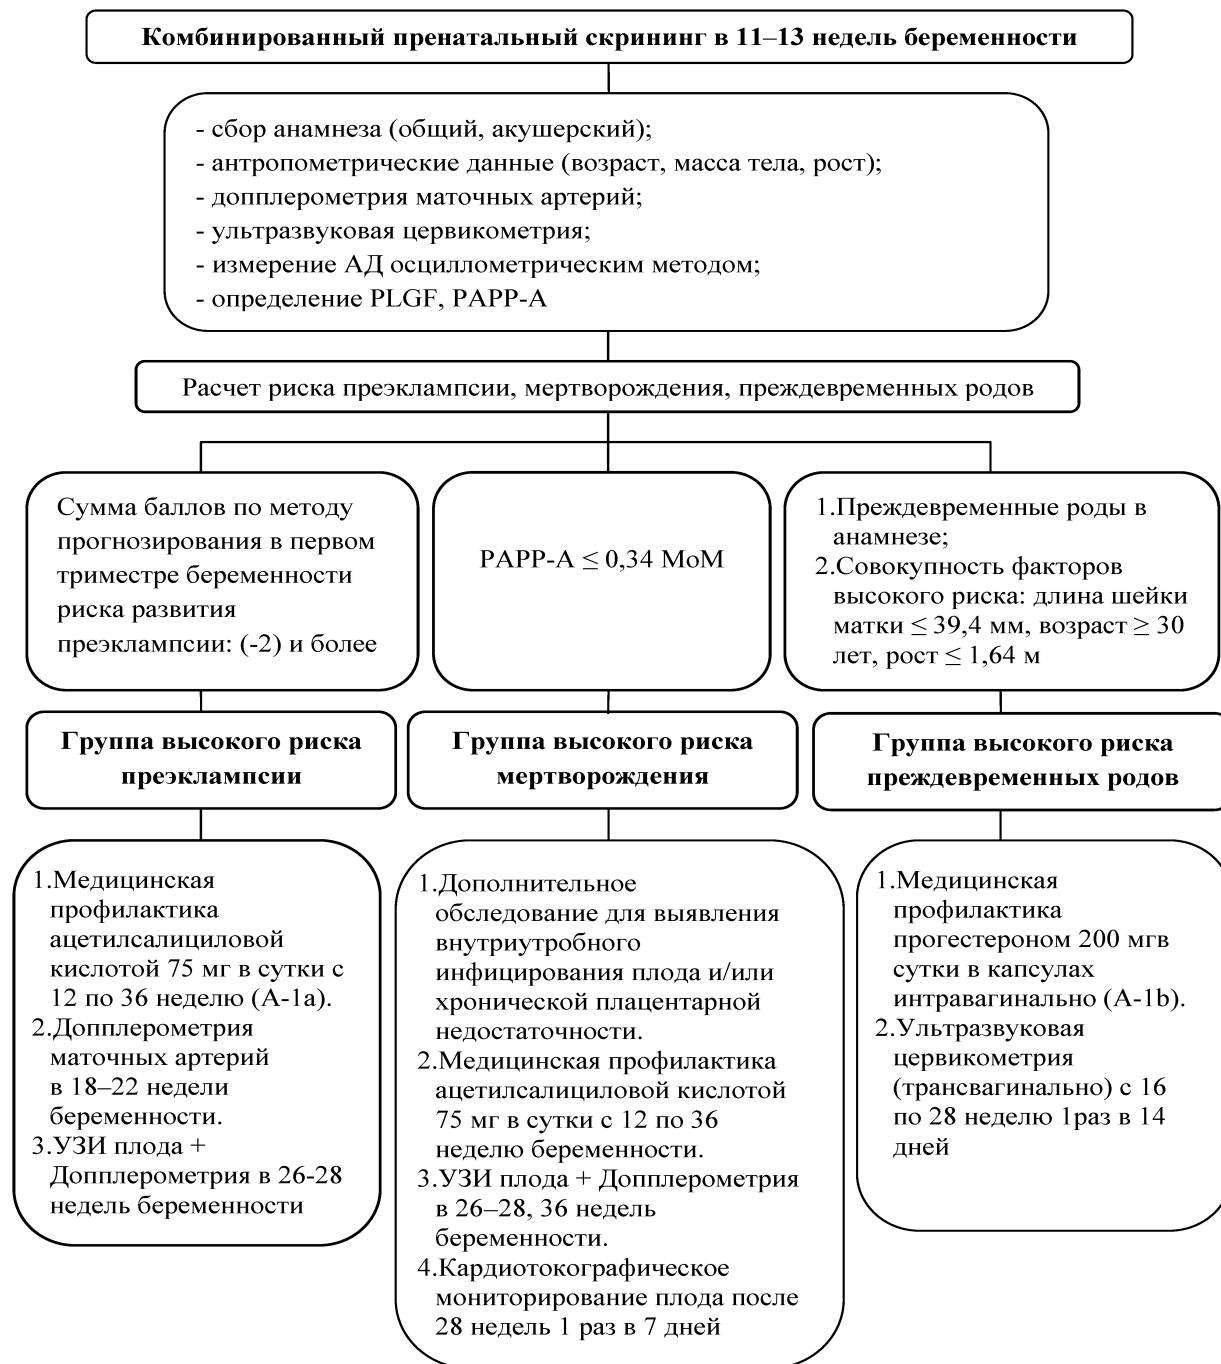 Комбинированный пренатальный скрининг в 11–13 недель беременности
- сбор анамнеза (общий, акушерский);
- антропометрические данные (возраст, масса тела, рост);
- допплерометрия маточных артерий;
- ультразвуковая цервикометрия;
- измерение АД осциллометрическим методом;
- определение PLGF, PAPP-A
Расчет риска преэклампсии, мертворождения, преждевременных родов
Сумма баллов по методу
прогнозирования в первом
триместре беременности
риска развития
преэклампсии: (-2) и более
PAPP-A ≤ 0,34 МоМ
1.Преждевременные роды в
анамнезе;
2.Совокупность факторов
высокого риска: длина шейки
матки ≤ 39,4 мм, возраст ≥ 30
лет, рост ≤ 1,64 м
Группа высокого риска
преэклампсии
Группа высокого риска
мертворождения
Группа высокого риска
преждевременных родов
1.Медицинская
профилактика
ацетилсалициловой
кислотой 75 мг в сутки с
12 по 36 неделю (А-1а).
2.Допплерометрия
маточных артерий
в 18–22 недели
беременности.
3.УЗИ плода +
Допплерометрия в 26-28
недель беременности
1.Дополнительное
обследование для выявления
внутриутробного
инфицирования плода и/или
хронической плацентарной
недостаточности.
2.Медицинская профилактика
ацетилсалициловой кислотой
75 мг в сутки с 12 по 36
неделю беременности.
3.УЗИ плода + Допплерометрия
в 26–28, 36 недель
беременности.
4.Кардиотокографическое
мониторирование плода после
28 недель 1 раз в 7 дней
1.Медицинская
профилактика
прогестероном 200 мгв
сутки в капсулах
интравагинально (А-1b).
2.Ультразвуковая
цервикометрия
(трансвагинально) с 16
по 28 неделю 1раз в 14
дней